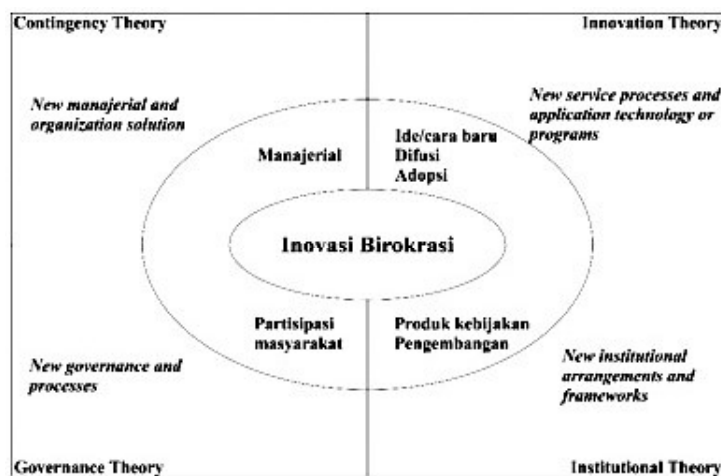 Contingency Theory
Innovation Theory
New manajerial and
organization solution
New service processes and
application technology or
programs
Manajerial
Ide/cara baru
Difusi
Adopsi
Inovasi Birokrasi
Partisipasi
masyarakat
Produk kebijakan
Pengembangan
New governance and
processes
New institutional
arrangements and
frameworks
Governance Theory
Institutional Theory